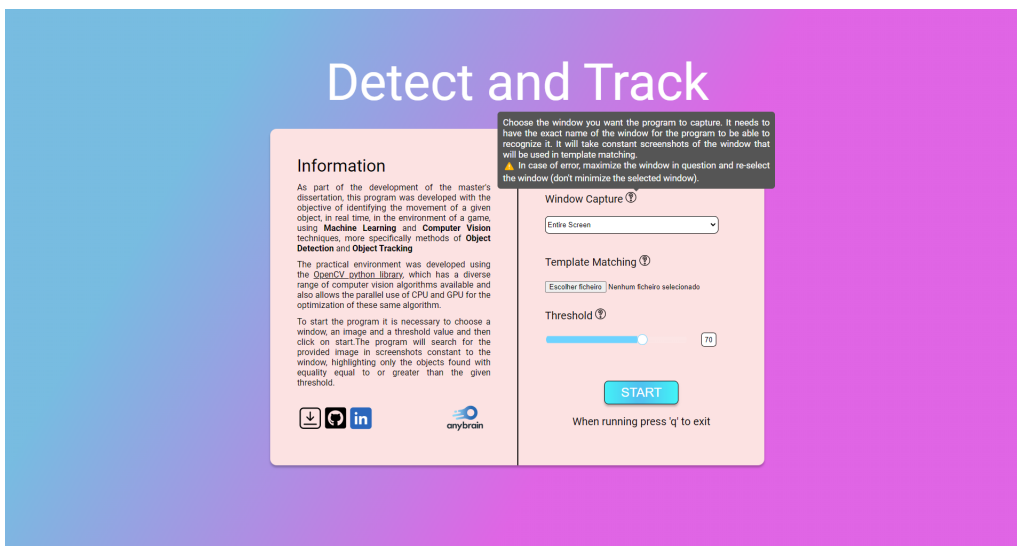 Detect and Track
Choose the window you want the program to capture. It needs to
have the exact name of the window for the program to be able to
recognize it. It will take constant screenshots of the window that
will be used in template matching.
⚠ In case of error, maximize the window in question and re-select
the window (don't minimize the selected window).
Information
As part of the development of the master's
dissertation, this program was developed with the
objective of identifying the movement of a given
object, in real time, in the environment of a game,
using Machine Learning and Computer Vision
techniques, more specifically methods of Object
Detection and Object Tracking
The practical environment was developed using
the OpenCV python library, which has a diverse
range of computer vision algorithms available and
also allows the parallel use of CPU and GPU for the
optimization of these same algorithm.
To start the program it is necessary to choose a
window, an image and a threshold value and then
click on start.The program will search for the
provided image in screenshots constant to the
window, highlighting only the objects found with
equality equal to or greater than the given
threshold.
in
anybrain
Window Capture ?
Entire Screen
Template Matching ?
Escolher ficheiro Nenhum ficheiro selecionado
Threshold ?
70
START
When running press 'q' to exit